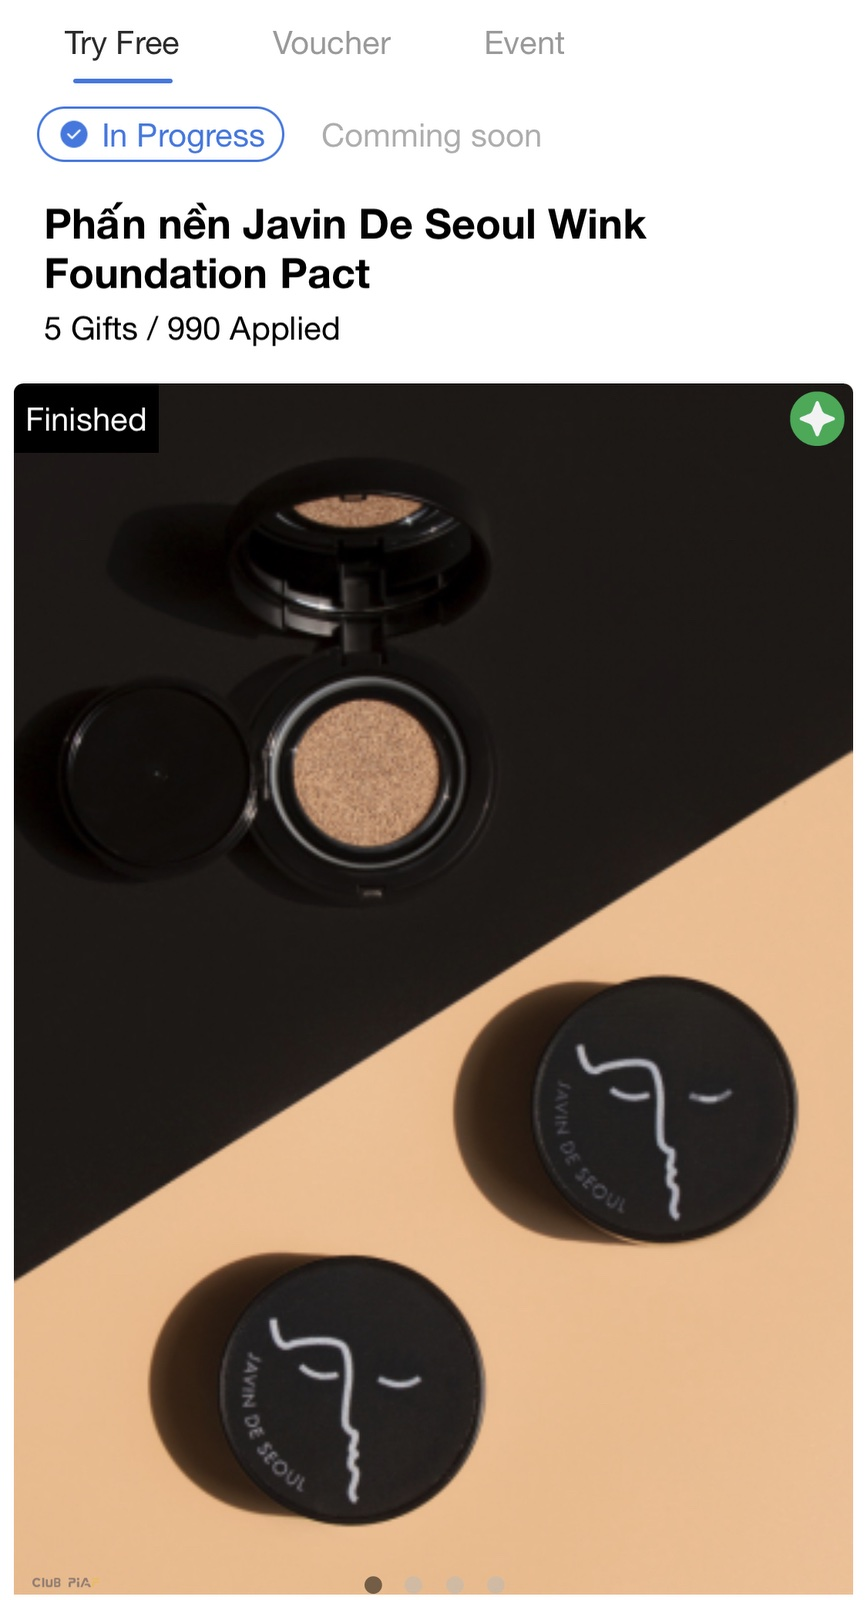 Try Free
Voucher
Event
In Progress
Comming soon
Phấn nền Javin De Seoul Wink
Foundation Pact
5 Gifts / 990 Applied
Finished
JAVIN DE SEOUL
JAVIN DE SEOUL
CluB PiA